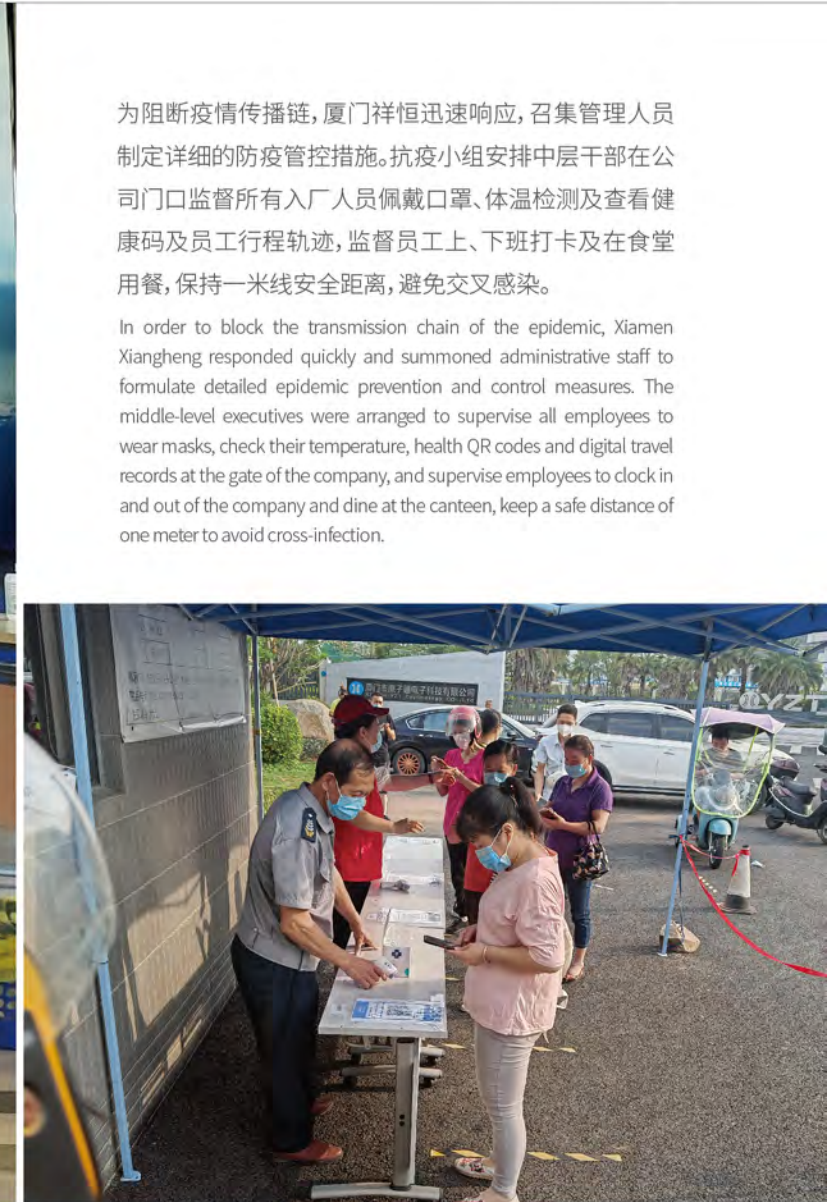 为阻断疫情传播链，厦门祥恒迅速响应，召集管理人员
制定详细的防疫管控措施。抗疫小组安排中层干部在公
司门口监督所有入厂人员佩戴口罩、体温检测及查看健
康码及员工行程轨迹，监督员工上、下班打卡及在食堂
用餐，保持一米线安全距离，避免交叉感染。
In order to block the transmission chain of the epidemic, Xiamen
Xiangheng responded quickly and summoned administrative staff to
formulate detailed epidemic prevention and control measures. The
middle-level executives were arranged to supervise all employees to
wear masks, check their temperature, health QR codes and digital travel
records at the gate of the company, and supervise employees to clock in
and out of the company and dine at the canteen, keep a safe distance of
one meter to avoid cross-infection.